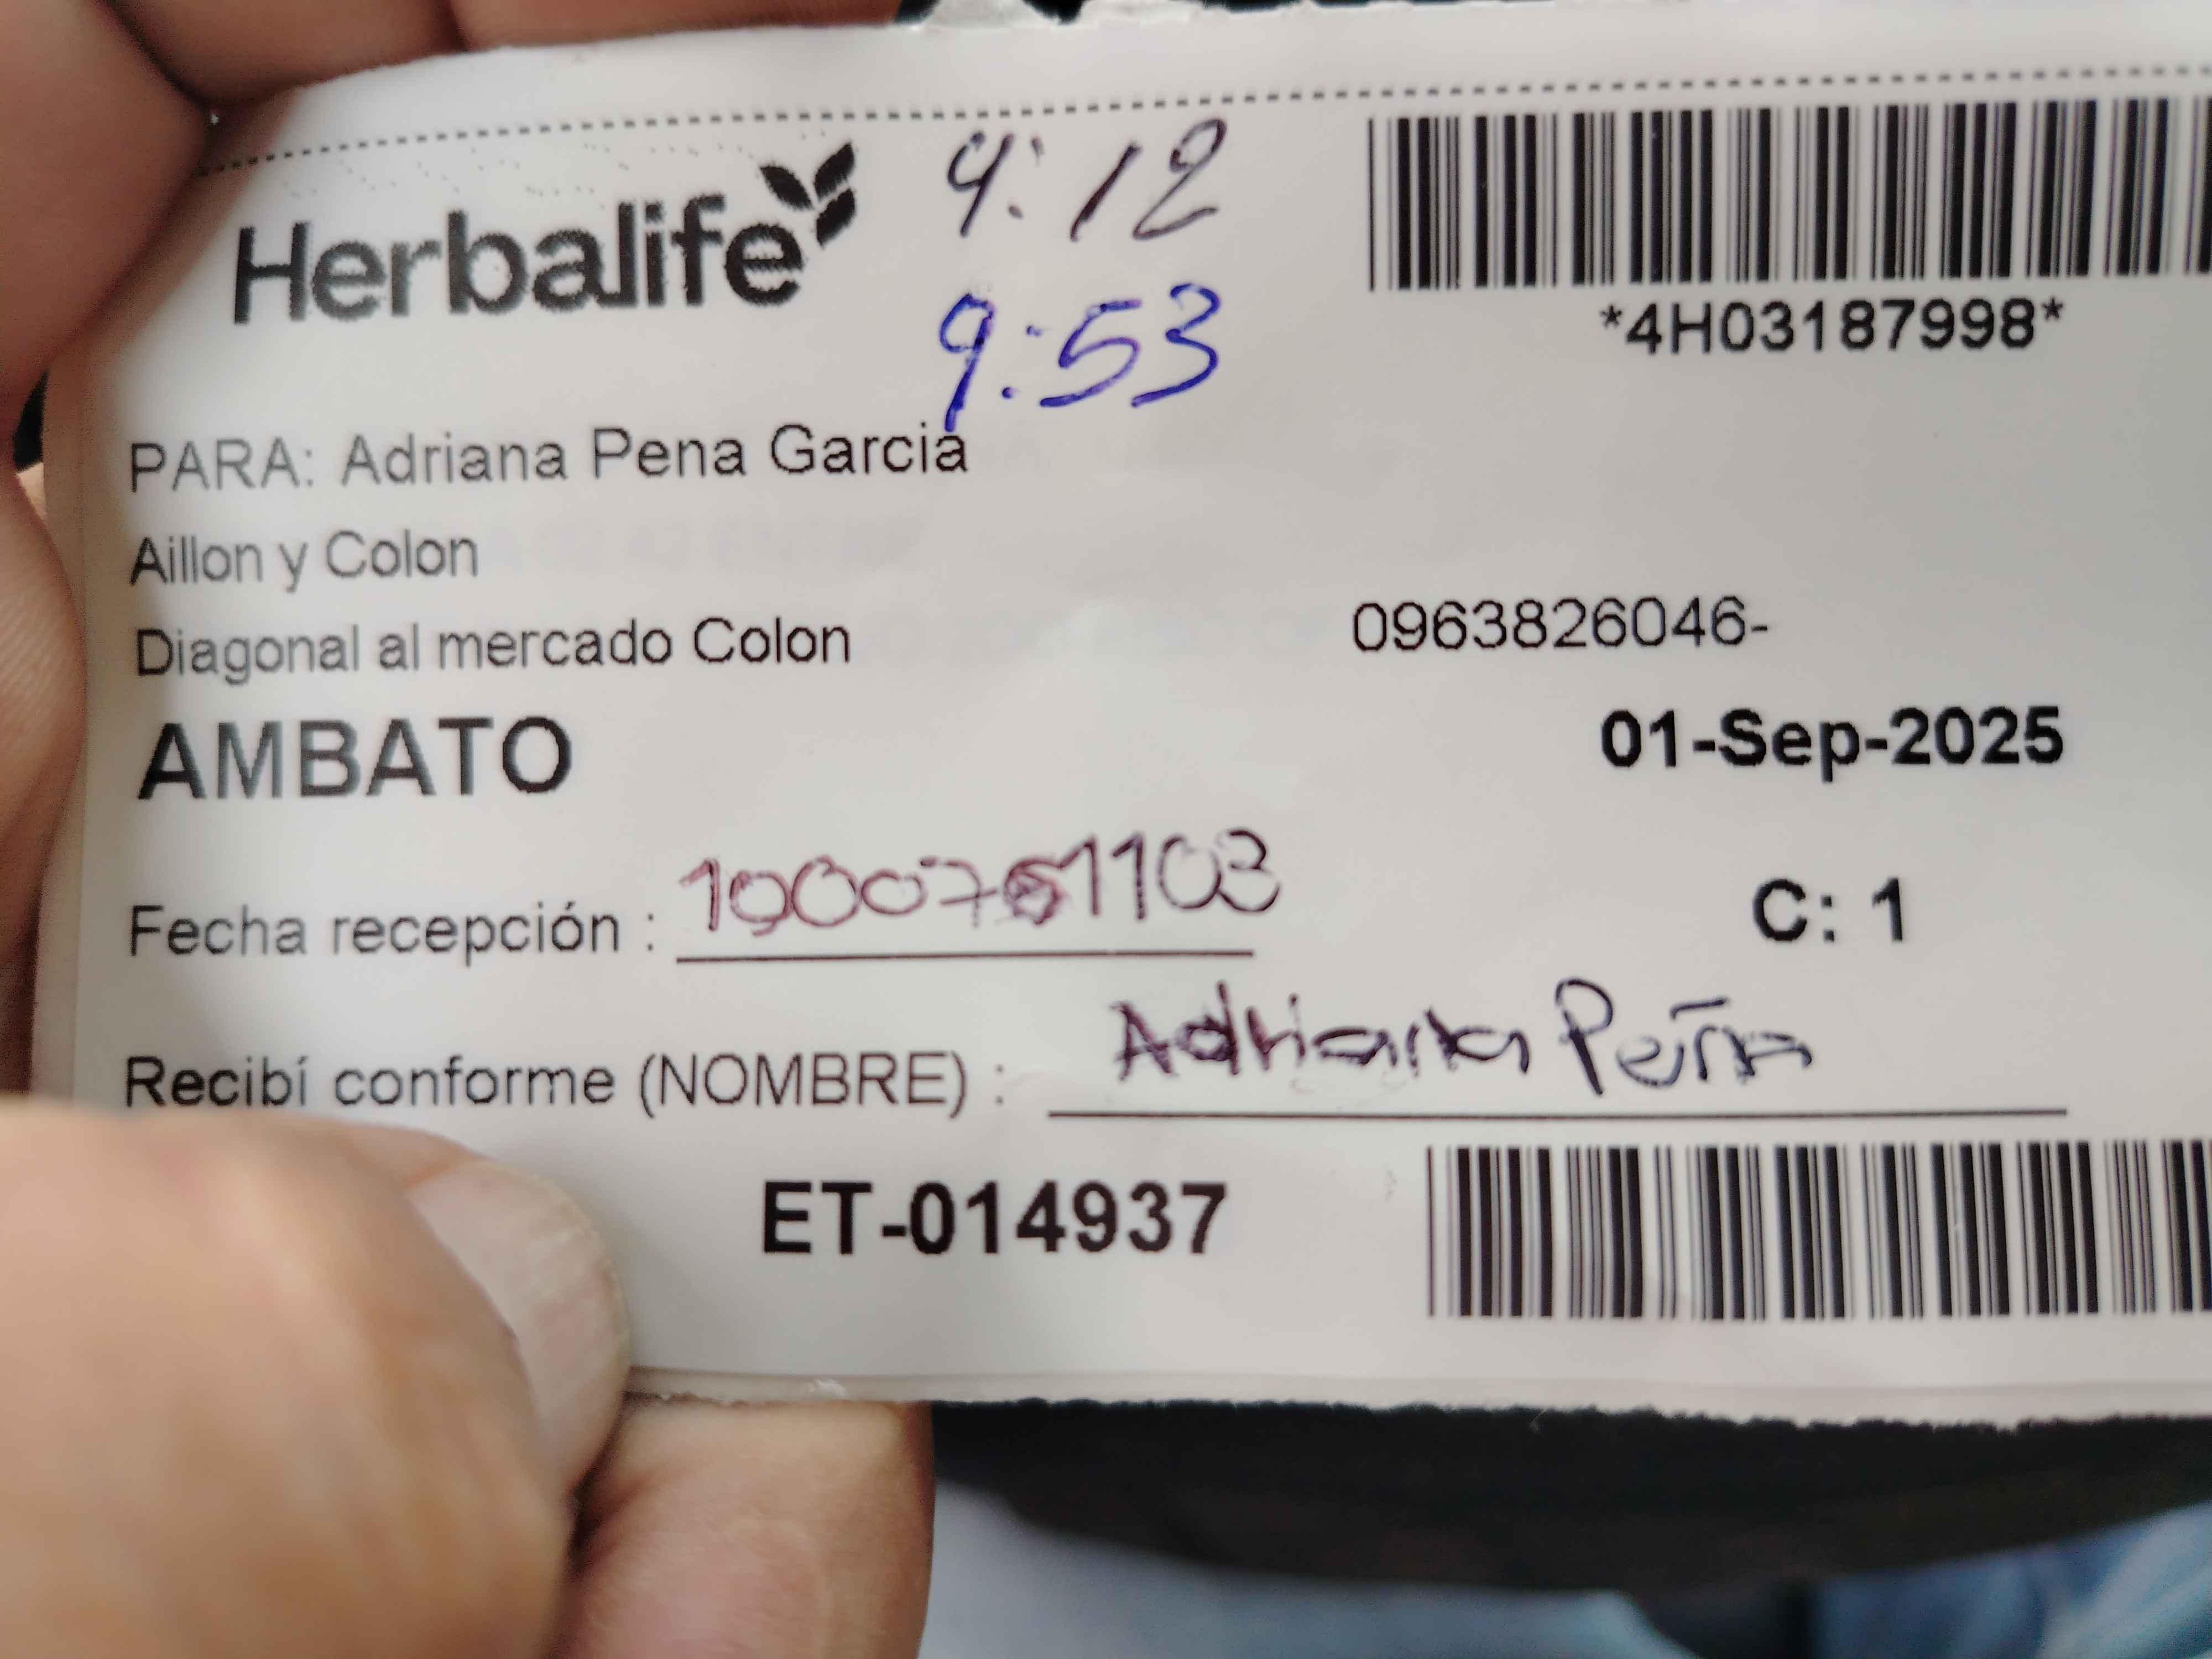 Herbalife
4:12
9:53
*4H03187998*
PARA: Adriana Pena Garcia
Aillon y Colon
Diagonal al mercado Colon
0963826046-
AMBATO
01-Sep-2025
Fecha recepción :
C: 1
Recibí conforme (NOMBRE) : Adriana Peña
ET-014937